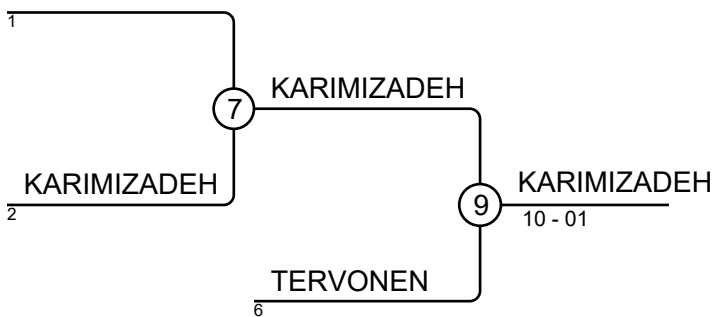 1
KARIMIZADEH
7
KARIMIZADEH
2
KARIMIZADEH
9
10 - 01
TERVONEN
6